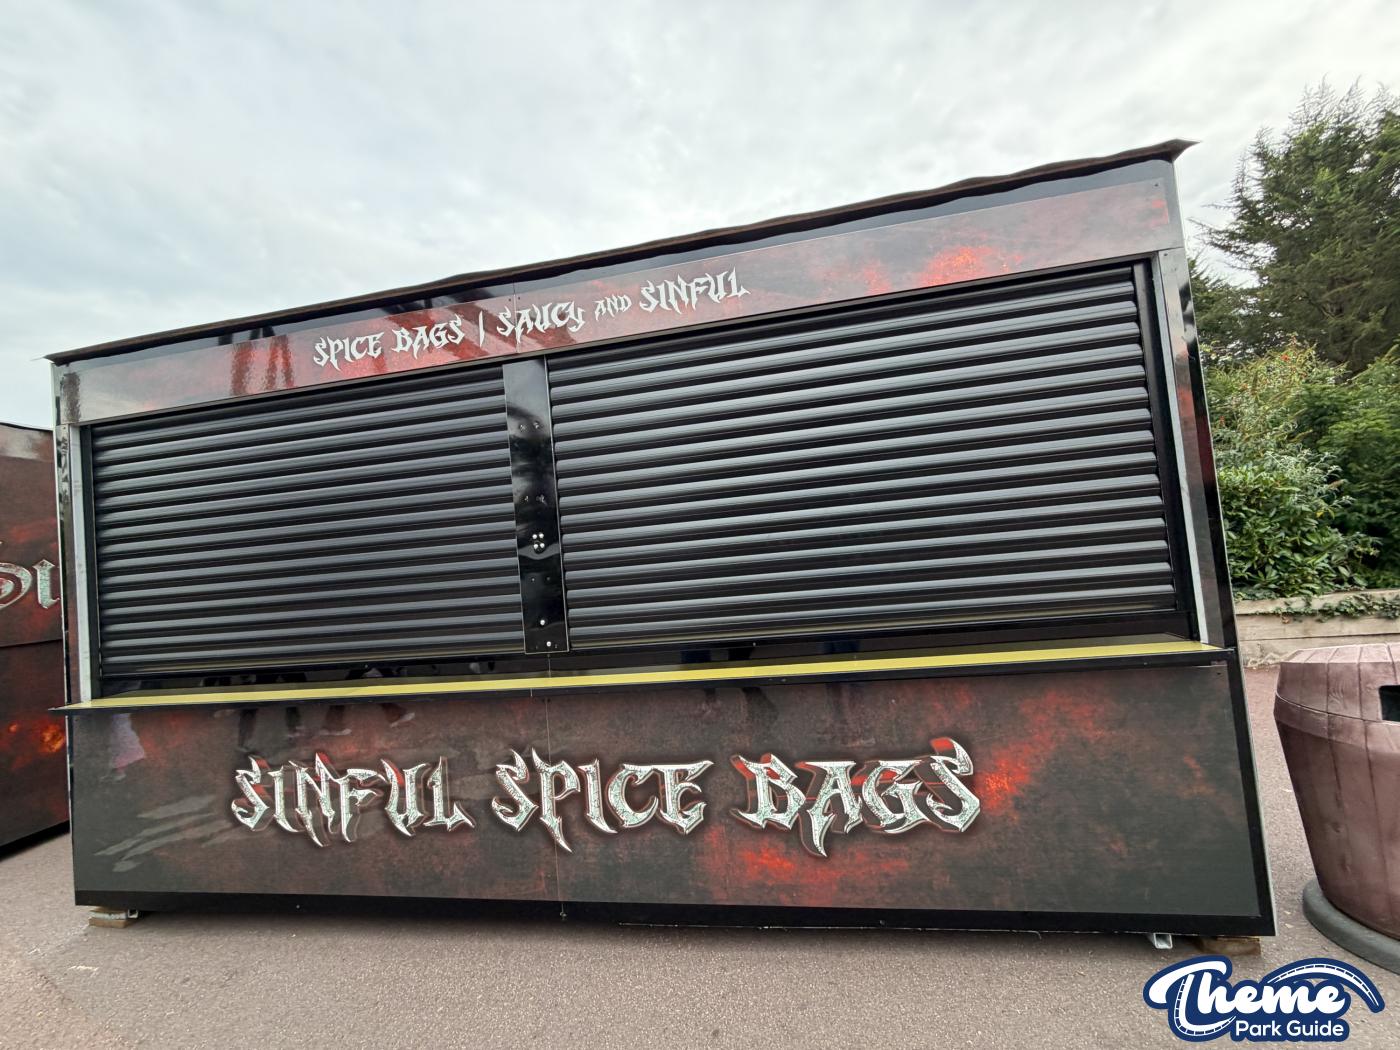 SPICE BAGS | SAUCY AND SINFUL
SINFUL SPICE BAGS
Theme
Park Guide